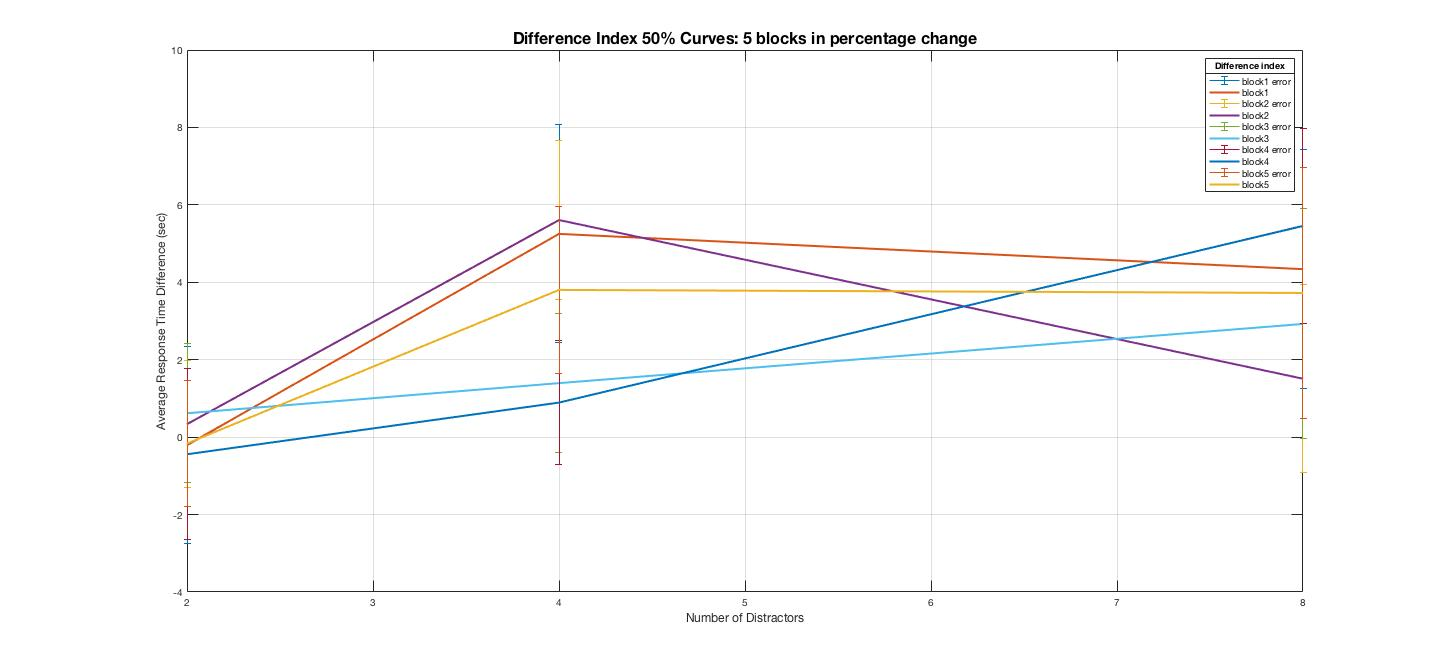 Difference Index 50% Curves: 5 blocks in percentage change
10
8
6
4
2
0
-2
-4
Average Response Time Difference (sec)
2 3 4 5 6 7 8
Number of Distractors
Difference index
block1 error
block1
block2 error
block2
block3 error
block3
block4 error
block4
block5 error
block5